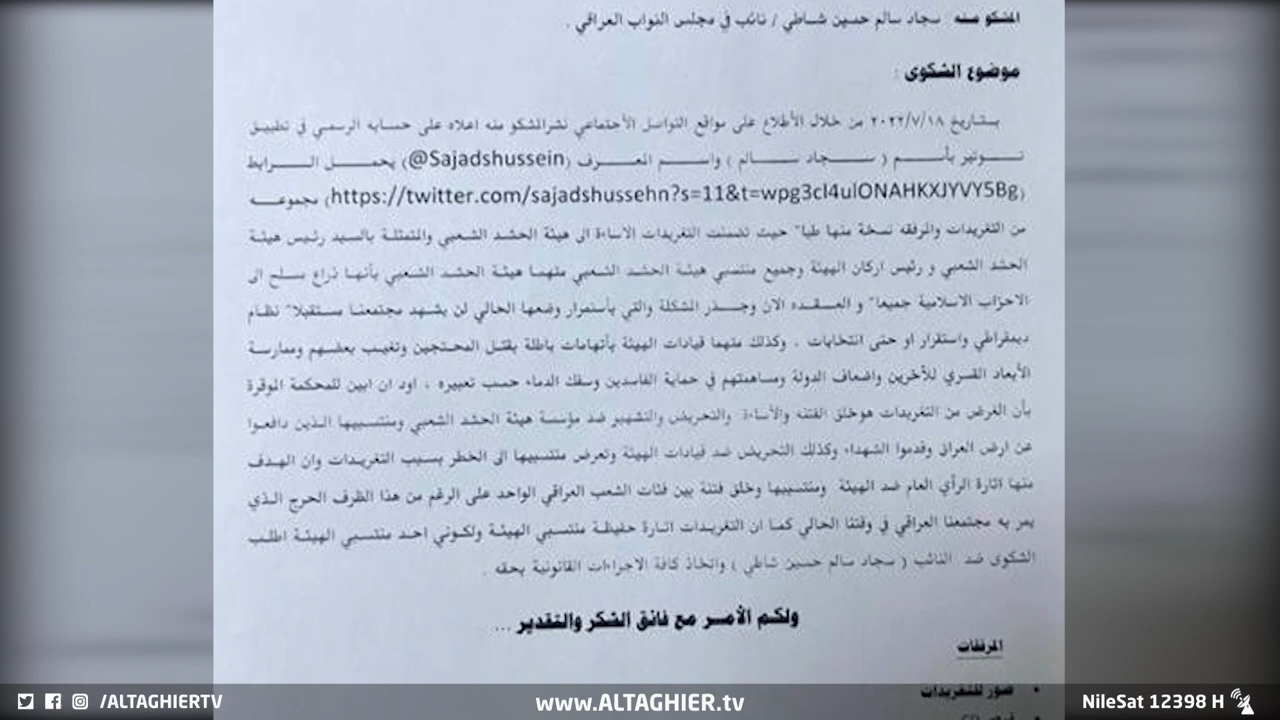 المشكو منه سجاد سالم حسين شاطي / نائب في مجلس النواب العراقي .
موضوع الشكوى :
بتاريخ ٢٠٢٢/٧/١٨ من خلال الأطلاع على مواقع التواصل الأجتماعي نشرالمشكو منه اعلاه على حسابه الرسمي في تطبيق
تويتر بأسم ( سجاد سالم ) واسم المعرف (@Sajadshussein) يحمل الرابط
(https://twitter.com/sajadshussehn?s=11&t=wpg3cl4ulONAHKXJYVY5Bg) مجموعه
من التغريدات والمرفقه نسخة منها طيا" حيث تضمنت التغريدات الاساءة الى هيئة الحشد الشعبي والمتمثلة بالسيد رئيس هيئة
الحشد الشعبي و رئيس اركان الهيئة وجميع منتسبي هيئة الحشد الشعبي متهما هيئة الحشد الشعبي بأنها ذراع سلح الى
الاحزاب الاسلامية جميعا" و العقده الان وجذر الشكلة والتي بأستمرار وضعها الحالي لن يشهد مجتمعنا مستقبلا" نظام
ديمقراطي واستقرار او حتى انتخابات ، وكذلك متهما قيادات الهيئة بأتهامات باطلة بقتل المحتجين وتغيب بعضهم وممارسة
الأبعاد القسري للأخرين واضعاف الدولة ومساهمتهم في حماية الفاسدين وسفك الدماء حسب تعبيره ، اود ان ابين للمحكمة الموقرة
بأن الغرض من التغريدات هوخلق الفتنه والأساءة والتحريض والتشهير ضد مؤسسة هيئة الحشد الشعبي ومنتسبيها الذين دافعوا
عن ارض العراق وقدموا الشهداء وكذلك التحريض ضد قيادات الهيئة وتعرض منتسبيها الى الخطر بسبب التغريدات وان الهدف
منها اثارة الرأي العام ضد الهيئة ومنتسبيها وخلق فتنة بين فئات الشعب العراقي الواحد على الرغم من هذا الظرف الحرج الذي
يمر به مجتمعنا العراقي في وقتنا الحالي كما ان التغريدات اثارة حفيظة منتسبي الهيئة ولكوني احد منتسبي الهيئة اطلب
الشكوى ضد النائب ( سجاد سالم حسين شاطي ) واتخاذ كافة الاجراءات القانونية بحقه .
ولكم الأمر مع فائق الشكر والتقدير ...
المرفقات
• صور للتغريدات
/ALTAGHIERTV
www.ALTAGHIER.tv
NileSat 12398 H